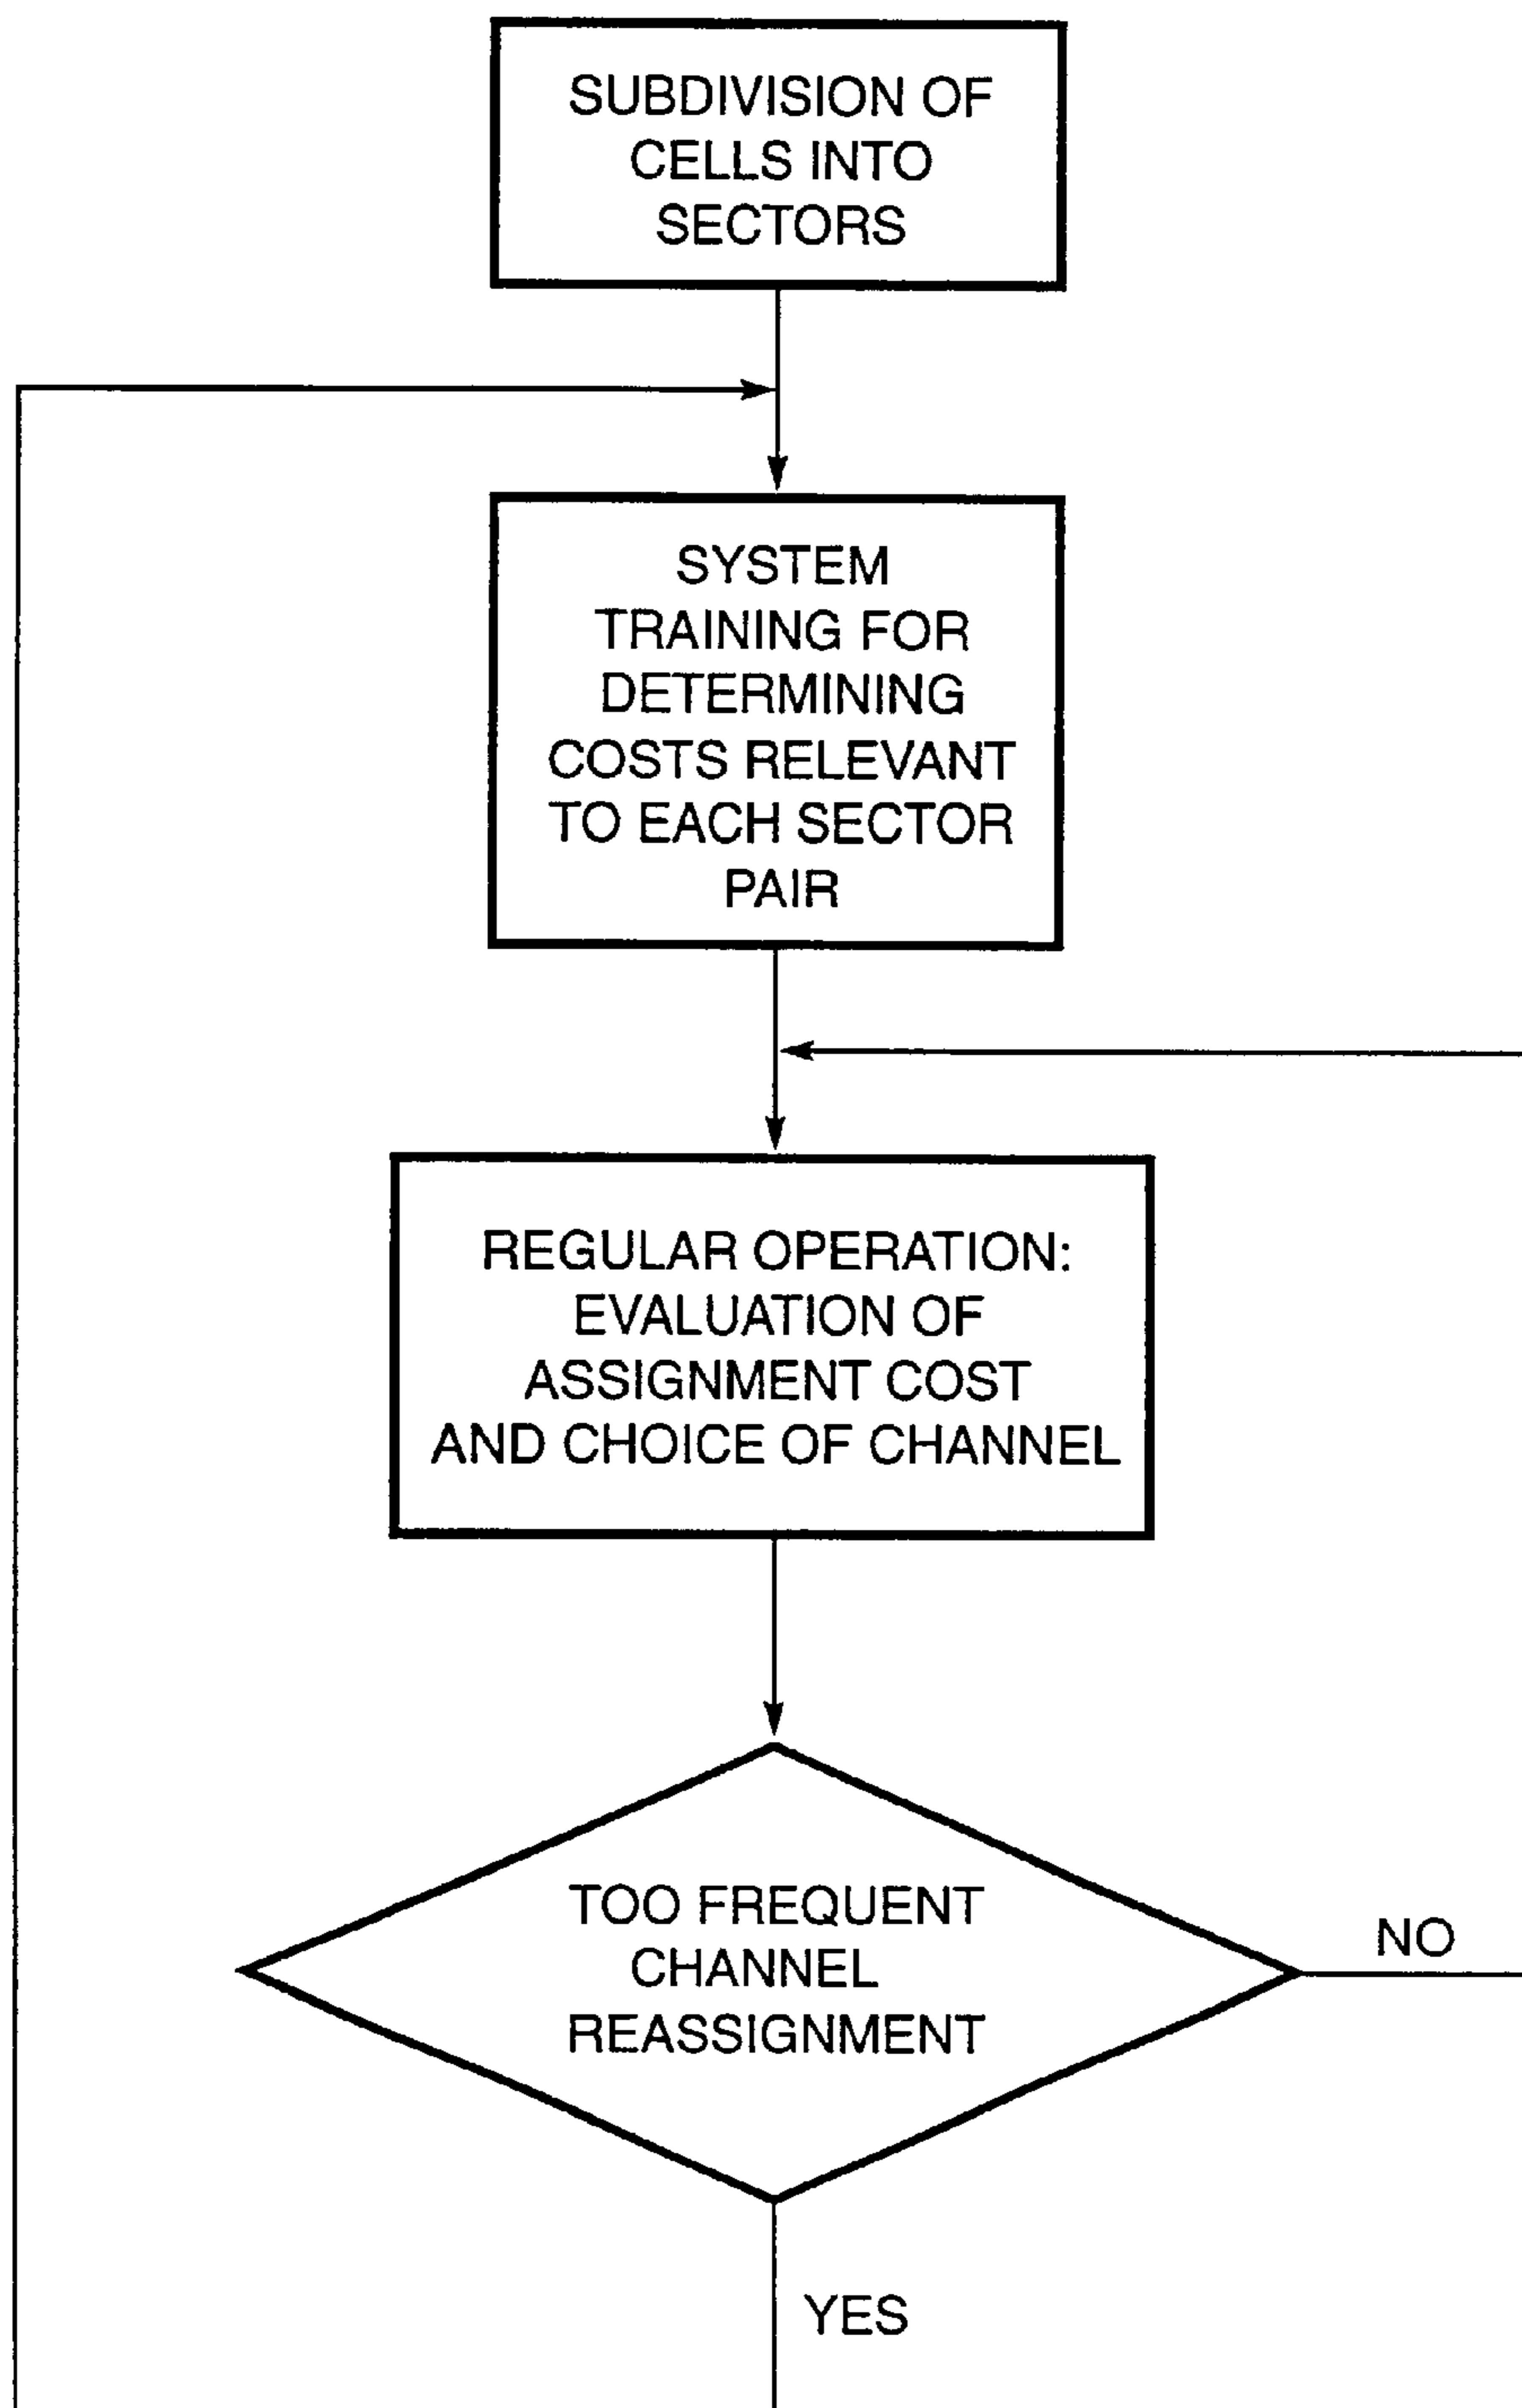 SUBDIVISION OF
CELLS INTO
SECTORS
SYSTEM
TRAINING FOR
DETERMINING
COSTS RELEVANT
TO EACH SECTOR
PAIR
REGULAR OPERATION:
EVALUATION OF
ASSIGNMENT COST
AND CHOICE OF CHANNEL
TOO FREQUENT
CHANNEL
REASSIGNMENT
NO
YES